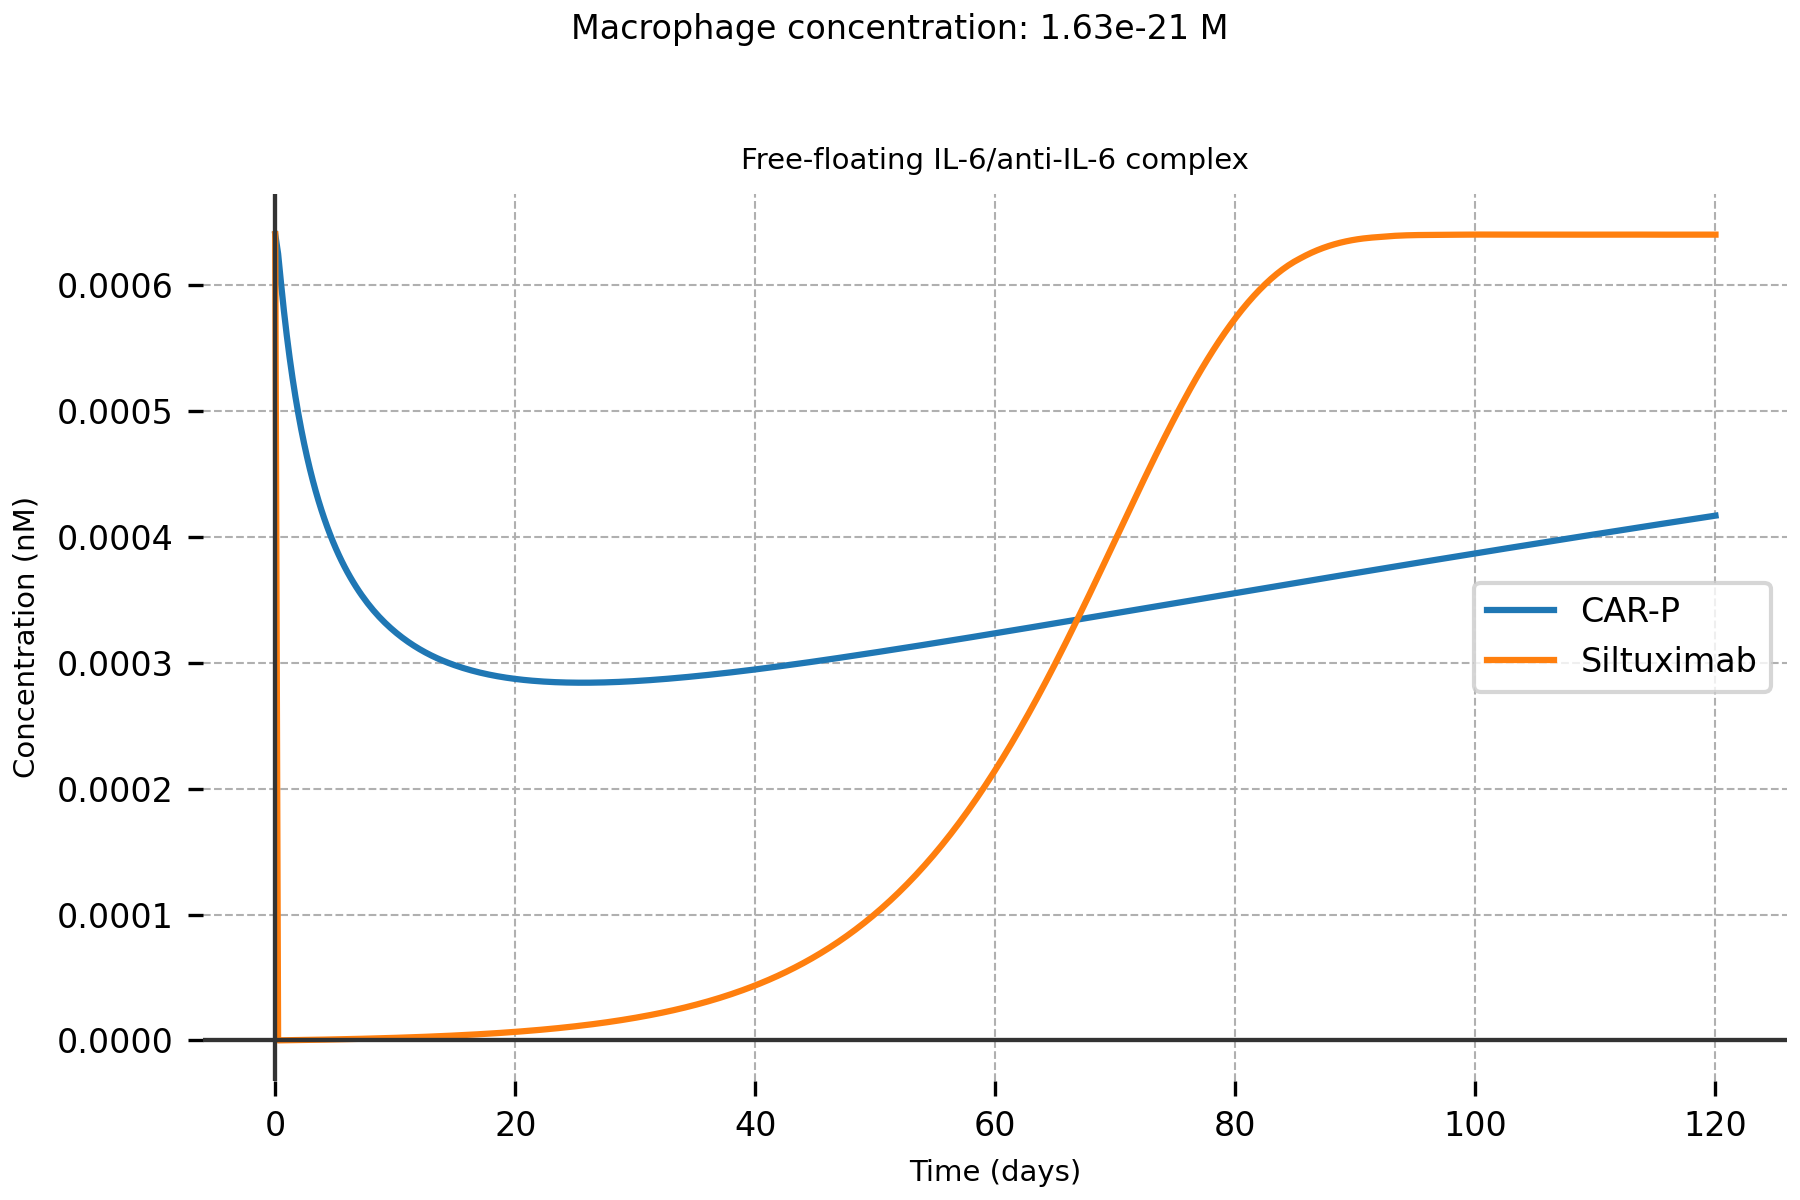 Macrophage concentration: 1.63e-21 M
Free-floating IL-6/anti-IL-6 complex
Concentration (nM)
0.0006
0.0005
0.0004
0.0003
0.0002
0.0001
0.0000
CAR-P
Siltuximab
0 20 40 60 80 100 120
Time (days)